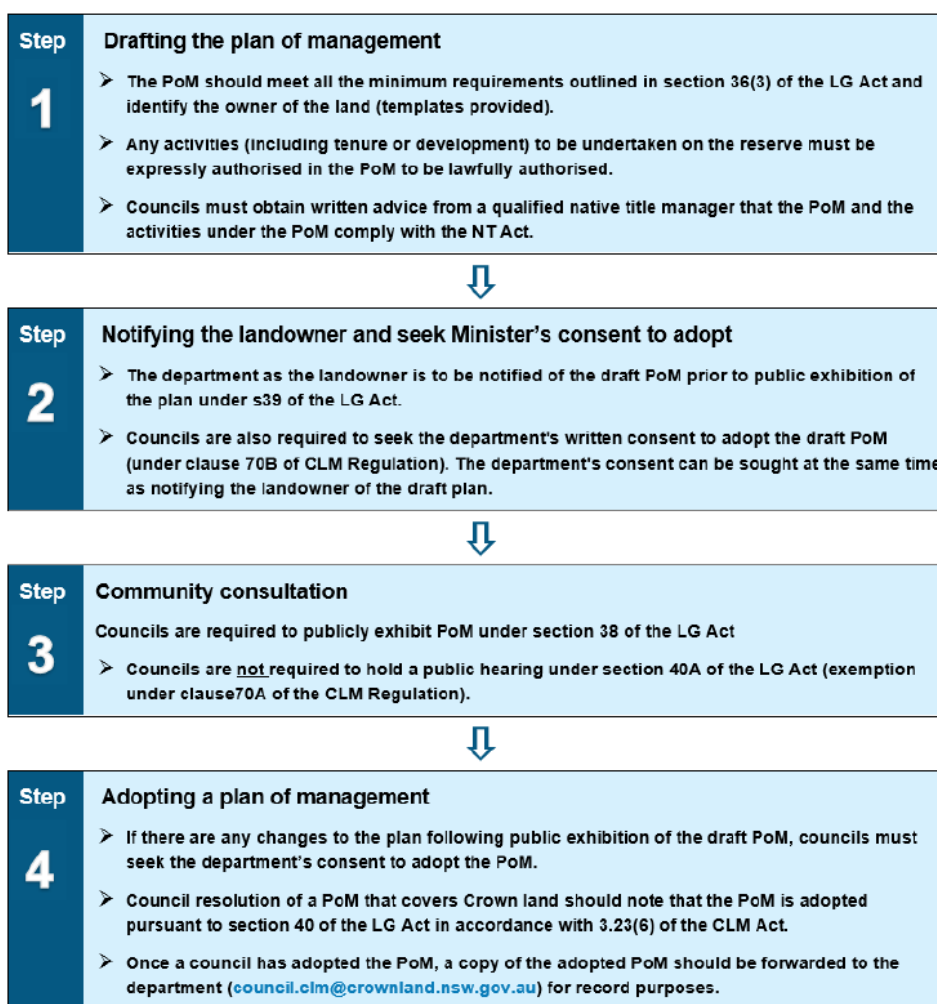 Step
1
Drafting the plan of management
➢ The PoM should meet all the minimum requirements outlined in section 36(3) of the LG Act and
identify the owner of the land (templates provided).
➢ Any activities (including tenure or development) to be undertaken on the reserve must be
expressly authorised in the PoM to be lawfully authorised.
➢ Councils must obtain written advice from a qualified native title manager that the PoM and the
activities under the PoM comply with the NT Act.
Step
2
Notifying the landowner and seek Minister's consent to adopt
➢ The department as the landowner is to be notified of the draft PoM prior to public exhibition of
the plan under s39 of the LG Act.
➢ Councils are also required to seek the department's written consent to adopt the draft PoM
(under clause 70B of CLM Regulation). The department's consent can be sought at the same time
as notifying the landowner of the draft plan.
Step
3
Community consultation
Councils are required to publicly exhibit PoM under section 38 of the LG Act
➢ Councils are not required to hold a public hearing under section 40A of the LG Act (exemption
under clause70A of the CLM Regulation).
Step
4
Adopting a plan of management
➢ If there are any changes to the plan following public exhibition of the draft PoM, councils must
seek the department's consent to adopt the PoM.
➢ Council resolution of a PoM that covers Crown land should note that the PoM is adopted
pursuant to section 40 of the LG Act in accordance with 3.23(6) of the CLM Act.
➢ Once a council has adopted the PoM, a copy of the adopted PoM should be forwarded to the
department (council.clm@crownland.nsw.gov.au) for record purposes.